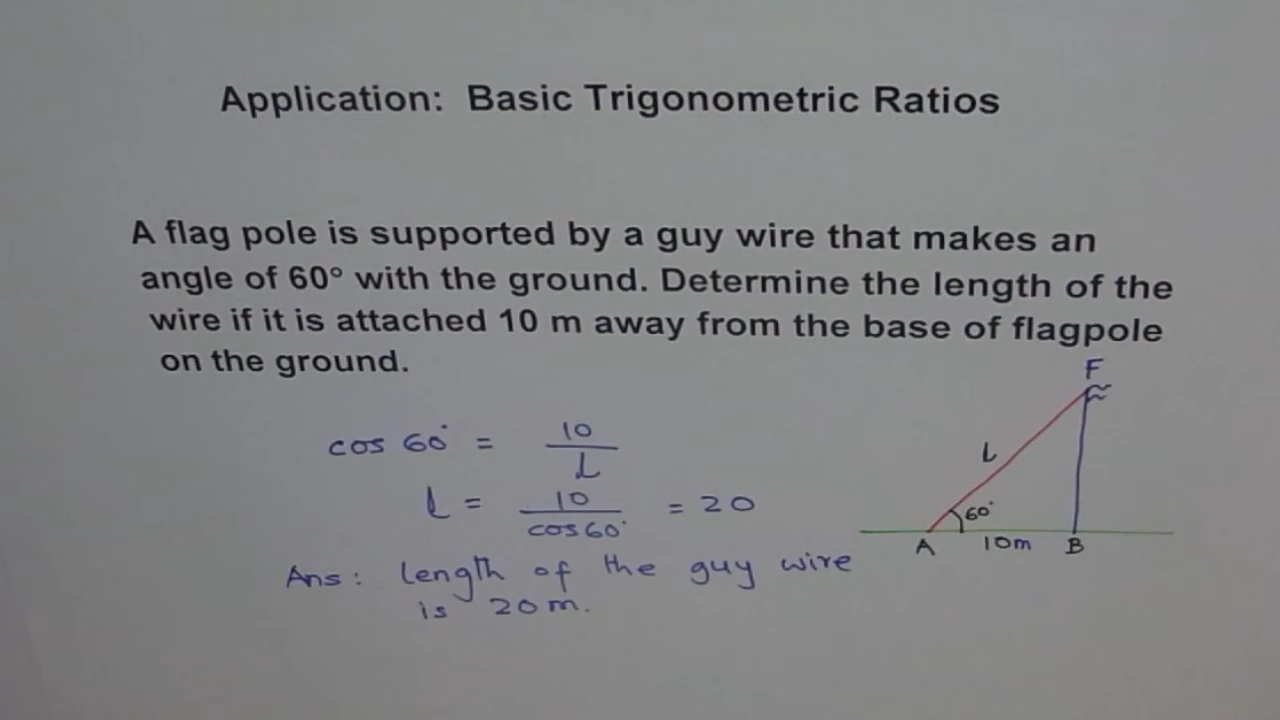 Application: Basic Trigonometric Ratios
A flag pole is supported by a guy wire that makes an
angle of 60° with the ground. Determine the length of the
wire if it is attached 10 m away from the base of flagpole
on the ground.
cos 60° = 10/L
L = 10/cos 60° = 20
Ans: length of the guy wire
is 20m.
F
L
60°
A 10m B